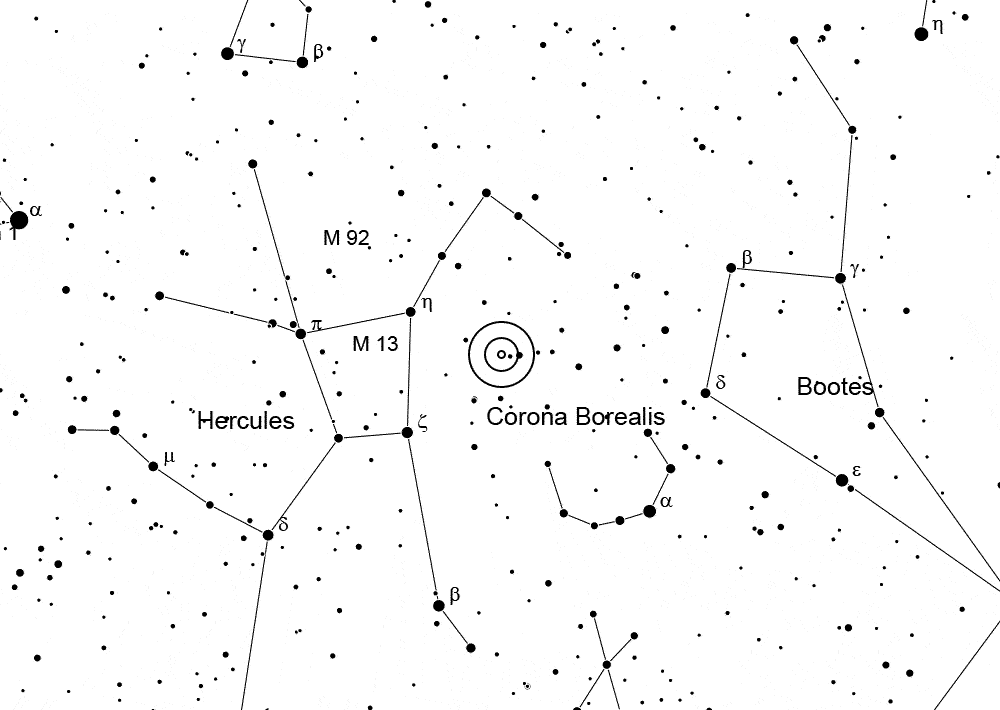 η
γ
β
α
M 92
β
γ
η
π
M 13
δ
Bootes
Hercules
Corona Borealis
ζ
μ
ε
α
δ
β